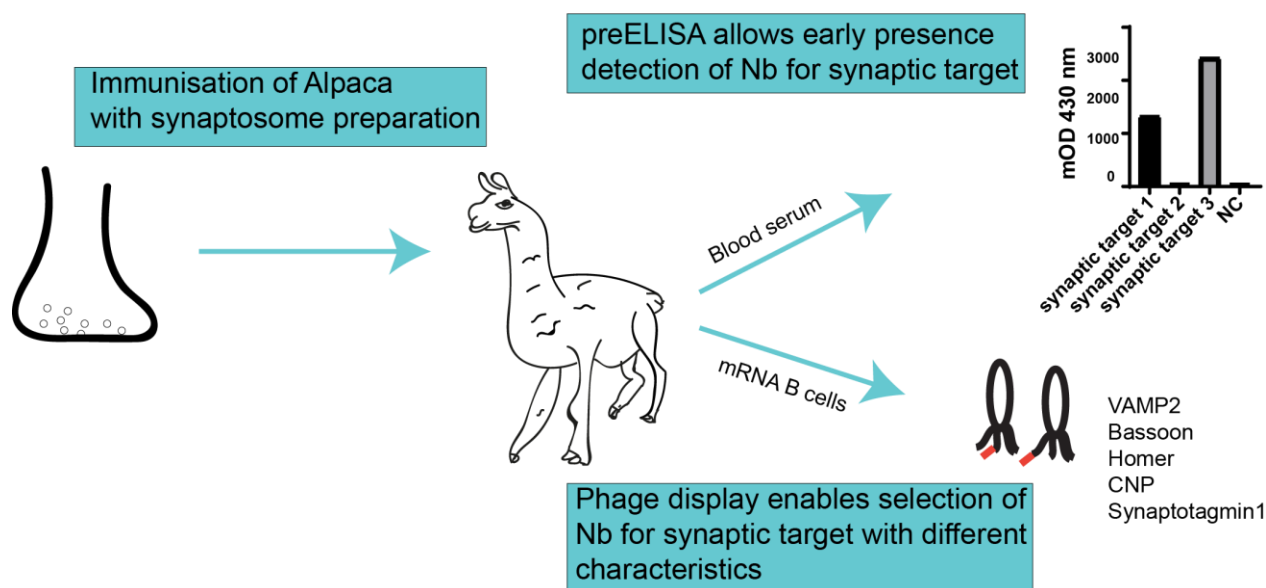 Immunisation of Alpaca
with synaptosome preparation
preELISA allows early presence
detection of Nb for synaptic target
mOD 430 nm
3000
2000
1000
0
synaptic target 1
synaptic target 2
synaptic target 3
NC
Blood serum
mRNA B cells
VAMP2
Bassoon
Homer
CNP
Synaptotagmin1
Phage display enables selection of
Nb for synaptic target with different
characteristics